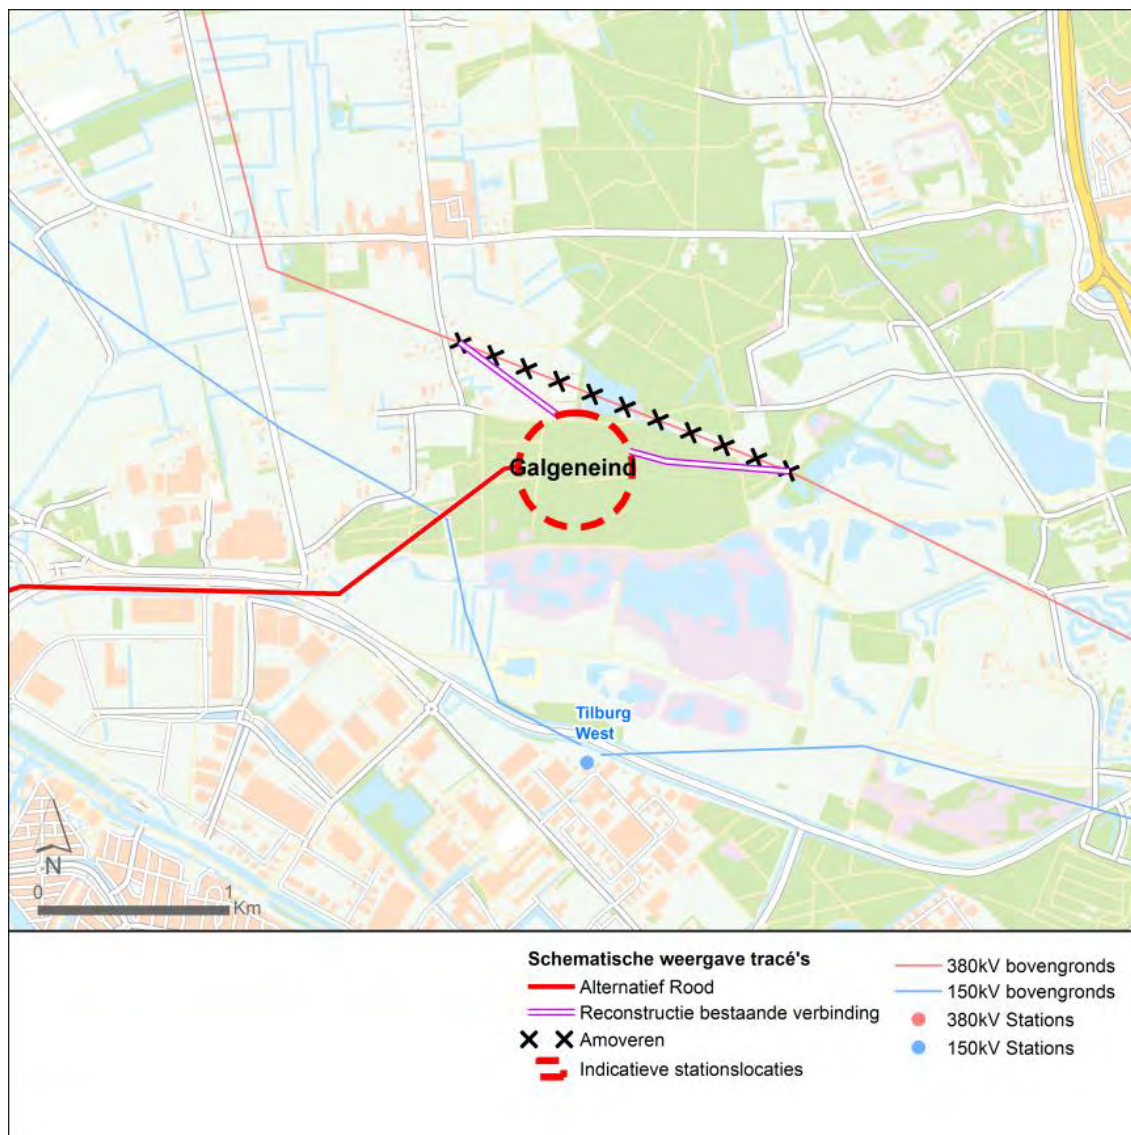 Galgeneind
Tilburg
West
N
0 1
Km
Schematische weergave tracé's
Alternatief Rood
Reconstructie bestaande verbinding
Amoveren
Indicatieve stationslocaties
380kV bovengronds
150kV bovengronds
380kV Stations
150kV Stations